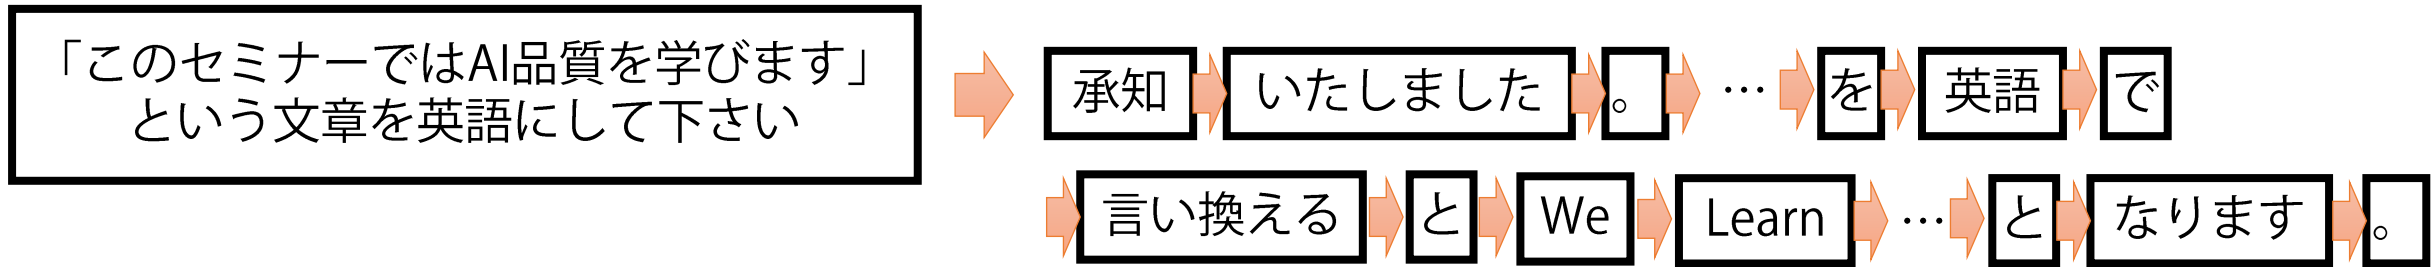 「このセミナーではAI品質を学びます」
という文章を英語にして下さい
承知 いたしました 。 … を 英語 で
言い換える と We Learn … と なります 。